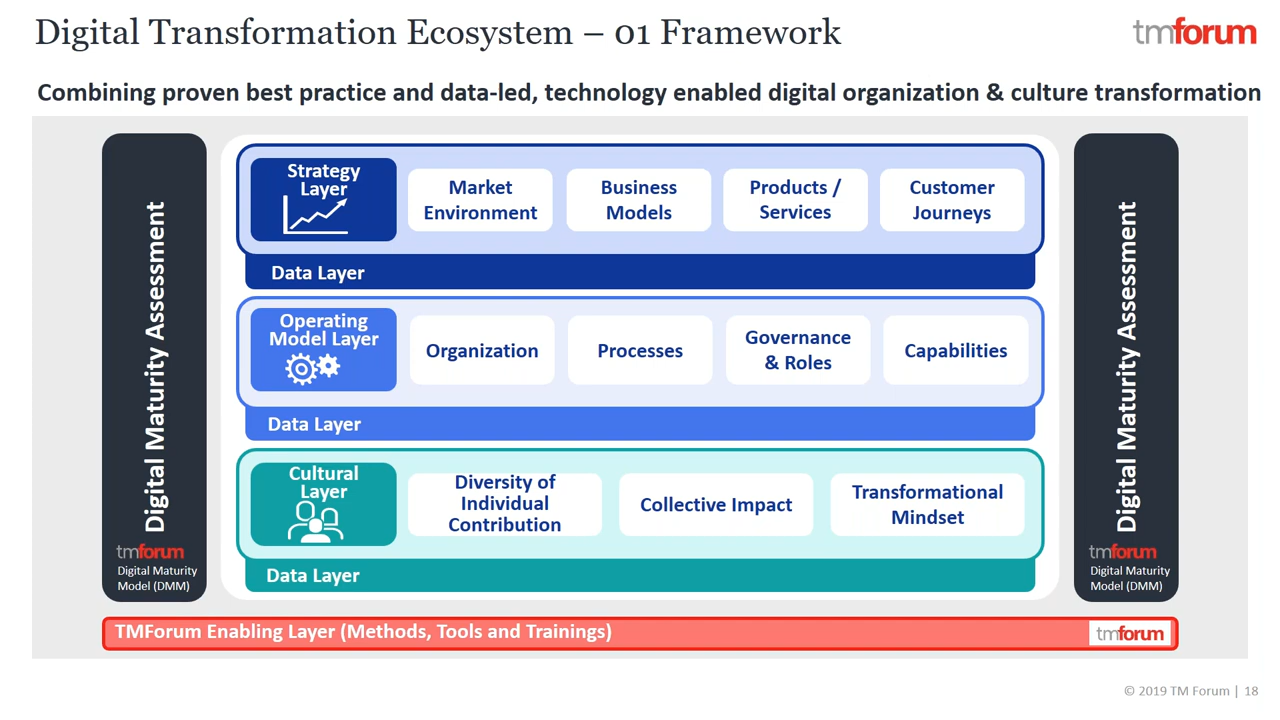 Digital Transformation Ecosystem – 01 Framework
tmforum
Combining proven best practice and data-led, technology enabled digital organization & culture transformation
Digital Maturity Assessment
tmforum
Digital Maturity
Model (DMM)
Strategy
Layer
Market
Environment
Business
Models
Products /
Services
Customer
Journeys
Data Layer
Operating
Model Layer
Organization
Processes
Governance
& Roles
Capabilities
Data Layer
Cultural
Layer
Diversity of
Individual
Contribution
Collective Impact
Transformational
Mindset
Data Layer
Digital Maturity Assessment
tmforum
Digital Maturity
Model (DMM)
TMForum Enabling Layer (Methods, Tools and Trainings)
tmforum
© 2019 TM Forum | 18